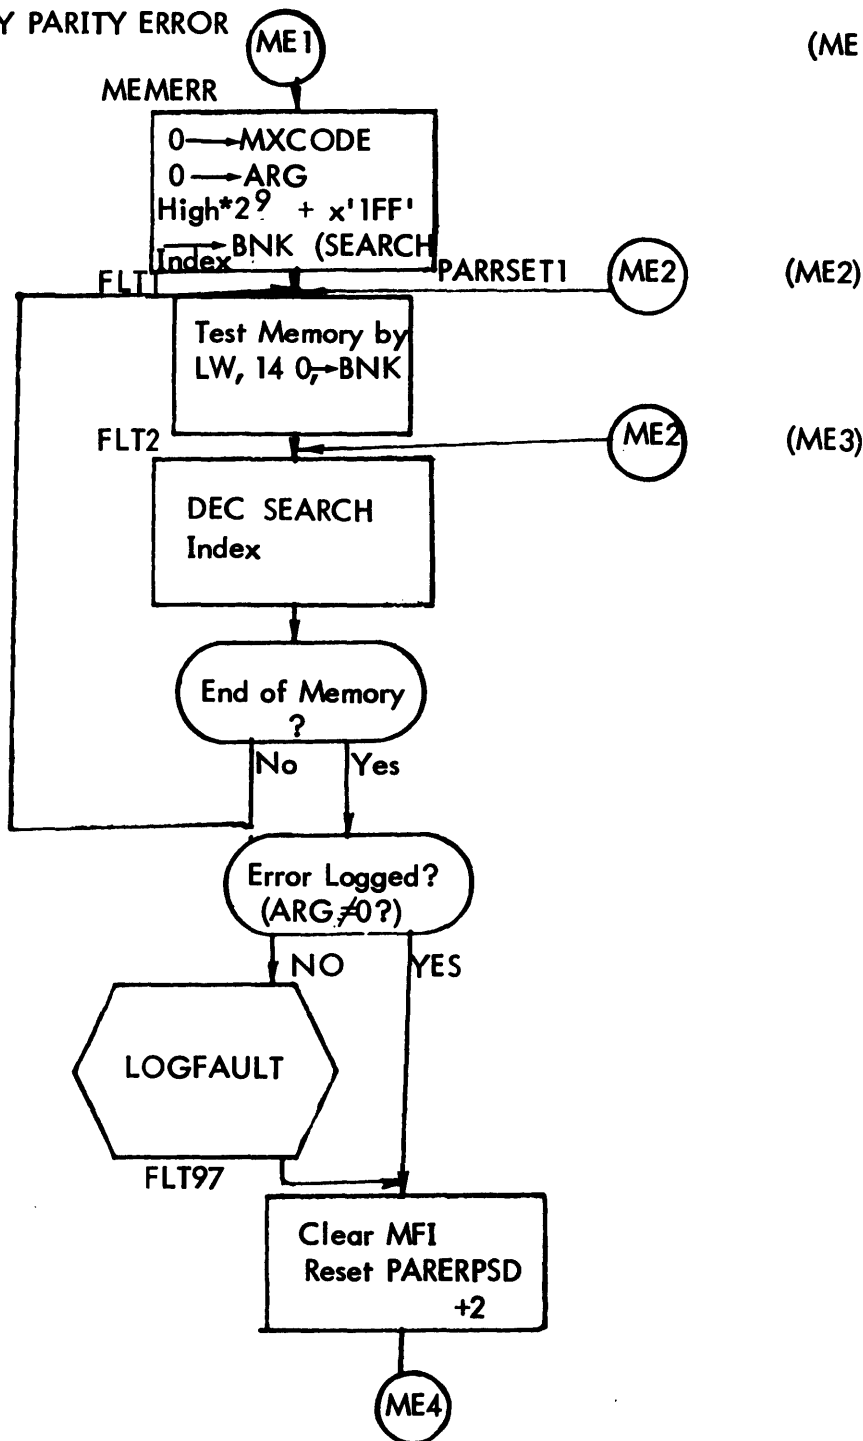 Y PARITY ERROR
ME1
(ME
MEMERR
0→MXCODE
0→ARG
High*2⁹ + x'1FF'
→BNK (SEARCH
Index
FLT1
PARRSET1
ME2
(ME2)
Test Memory by
LW, 14 0,→BNK
FLT2
ME2
(ME3)
DEC SEARCH
Index
End of Memory
?
No
Yes
Error Logged?
(ARG≠0?)
NO
YES
LOGFAULT
FLT97
Clear MFI
Reset PARERPSD
+2
ME4